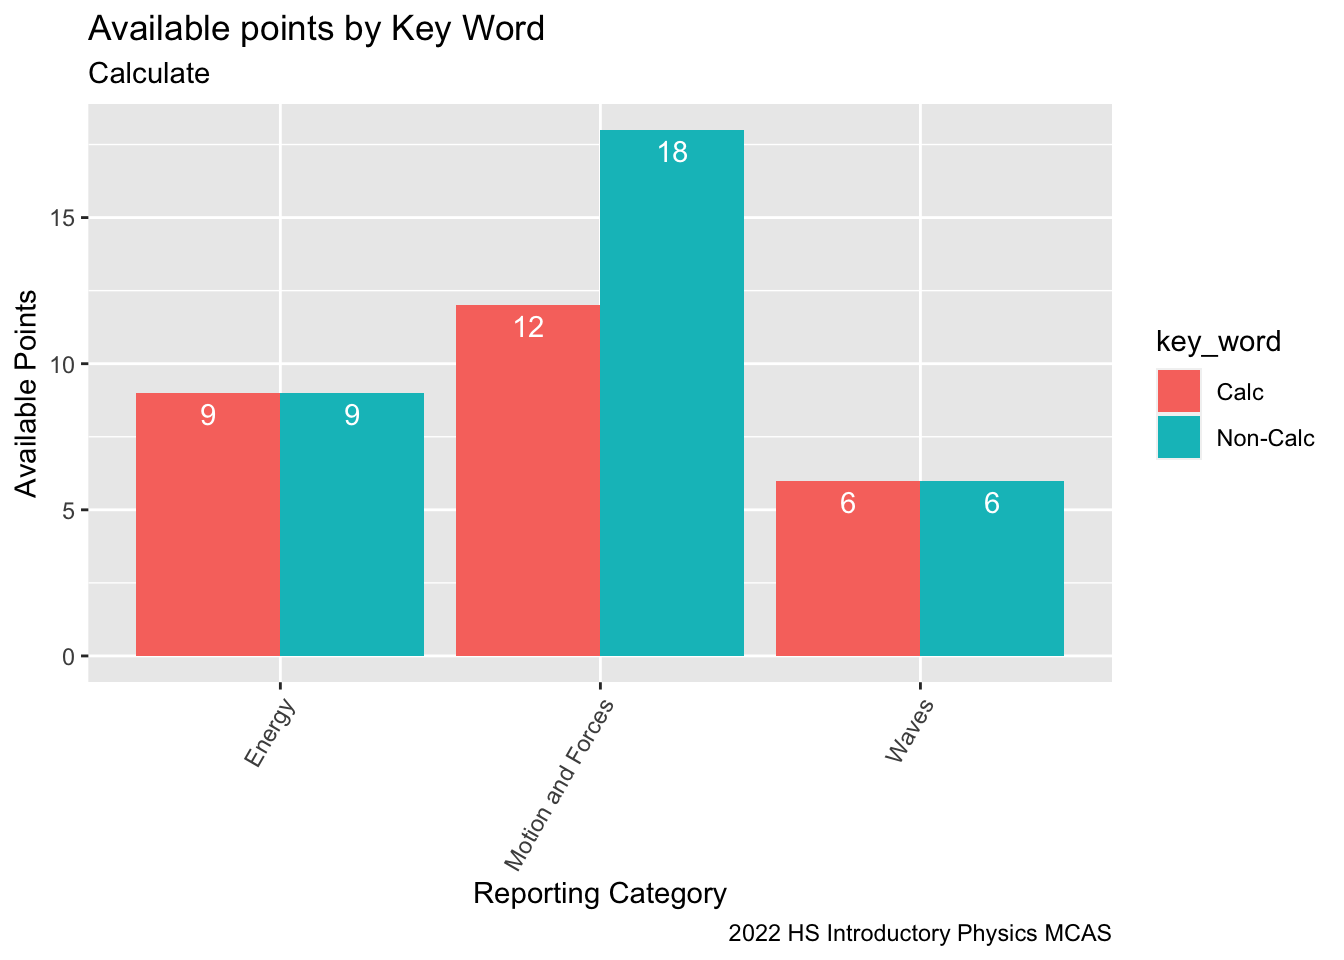 Available points by Key Word
Calculate
Available Points
15
10
5
0
9
9
12
18
6
6
Energy
Motion and Forces
Waves
Reporting Category
key_word
Calc
Non-Calc
2022 HS Introductory Physics MCAS